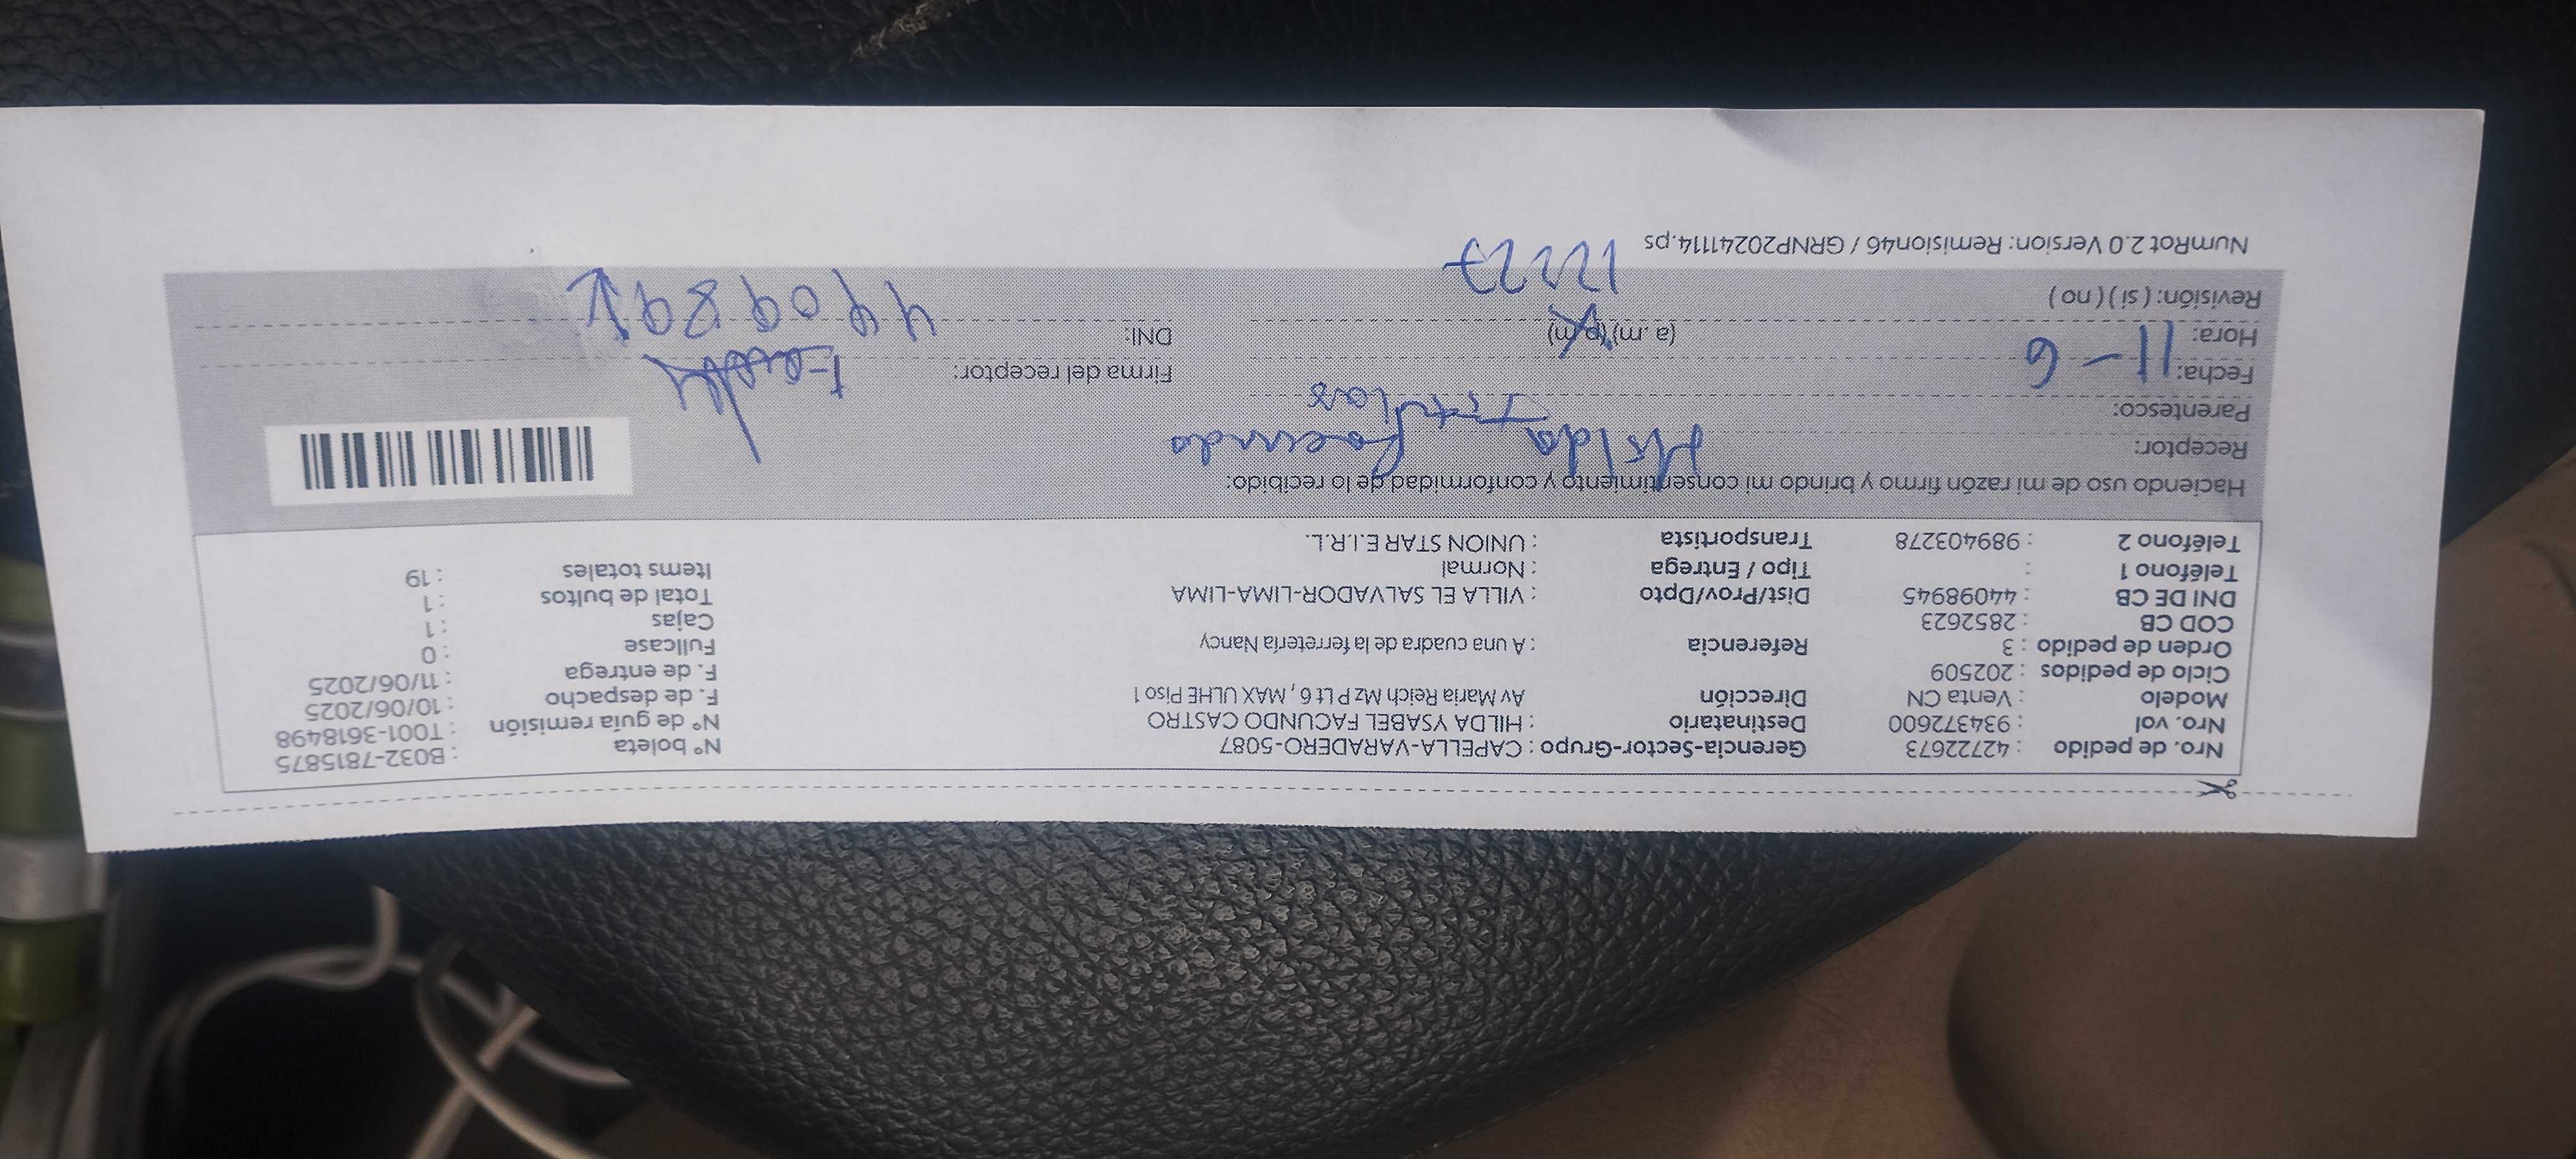 Nro. de pedido : 42722673 Gerencia-Sector-Grupo : CAPELLA-VARADERO-5087 N° boleta : B032-7815875
Nro. vol : 934372600 Destinatario : HILDA YSABEL FACUNDO CASTRO N° de guía remisión : T001-3618498
Modelo : Venta CN Dirección Av Maria Reich Mz P Lt 6 , MAX ULHE Piso 1 F. de despacho : 10/06/2025
Ciclo de pedidos : 202509 F. de entrega : 11/06/2025
Orden de pedido : 3 Referencia : A una cuadra de la ferretería Nancy Fullcase : 0
COD CB : 2852623 Cajas : 1
DNI DE CB : 44098945 Dist/Prov/Dpto : VILLA EL SALVADOR-LIMA-LIMA Total de bultos : 1
Teléfono 1 : Tipo / Entrega : Normal Items totales : 19
Teléfono 2 : 989403278 Transportista : UNION STAR E.I.R.L.
Haciendo uso de mi razón firmo y brindo mi consentimiento y conformidad de lo recibido:
Receptor: Hilda Facundo
Parentesco: Titular
Fecha: 11-6 Firma del receptor:
Hora: (a.m) (p.m) DNI:
Revisión: ( si ) ( no )
NumRot 2.0 Version: Remision46 / GRNP20241114.ps